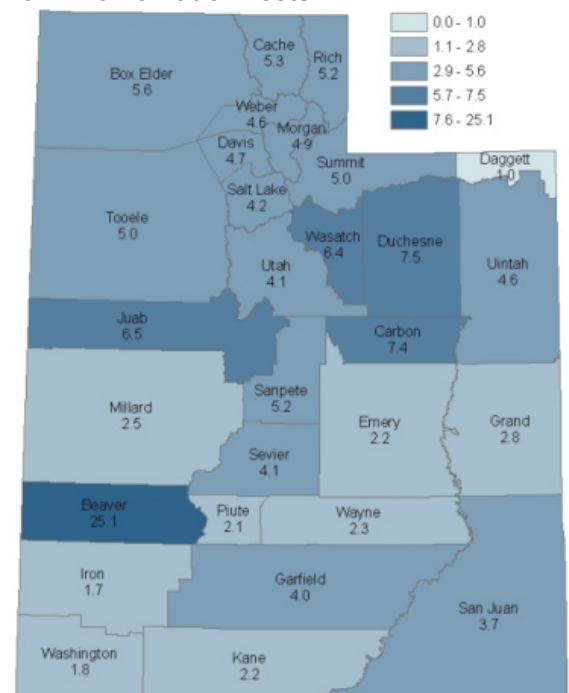 Cache
5.3
Rich
5.2
Box Elder
5.6
0.0 - 1.0
1.1 - 2.8
2.9 - 5.6
5.7 - 7.5
7.6 - 25.1
Weber
4.6
Morgan
4.9
Davis
4.7
Summit
5.0
Daggett
1.0
Salt Lake
4.2
Tooele
5.0
Wasatch
6.4
Duchesne
7.5
Uintah
4.6
Utah
4.1
Juab
6.5
Carbon
7.4
Sanpete
5.2
Millard
2.5
Emery
2.2
Grand
2.8
Sevier
4.1
Beaver
25.1
Piute
2.1
Wayne
2.3
Iron
1.7
Garfield
4.0
San Juan
3.7
Washington
1.8
Kane
2.2